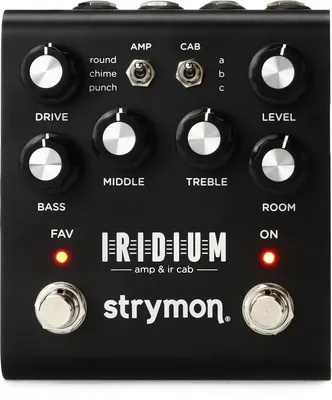 AMP
CAB
round
chime
punch
a
b
c
DRIVE
LEVEL
MIDDLE
TREBLE
BASS
ROOM
FAV
ON
IRIDIUM
amp & ir cab
strymon®